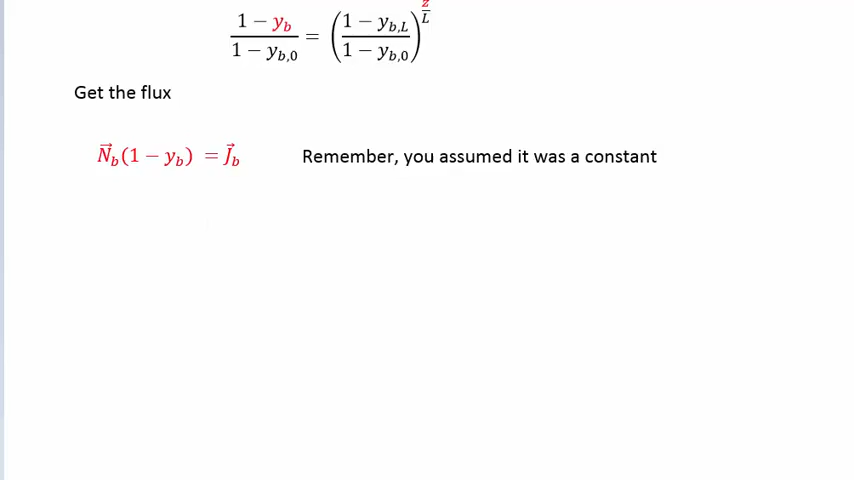 (1 − y_b)/(1 − y_{b,0}) = ((1 − y_{b,L})/(1 − y_{b,0}))^{z/L}
Get the flux
N⃗_b(1 − y_b) = J⃗_b Remember, you assumed it was a constant